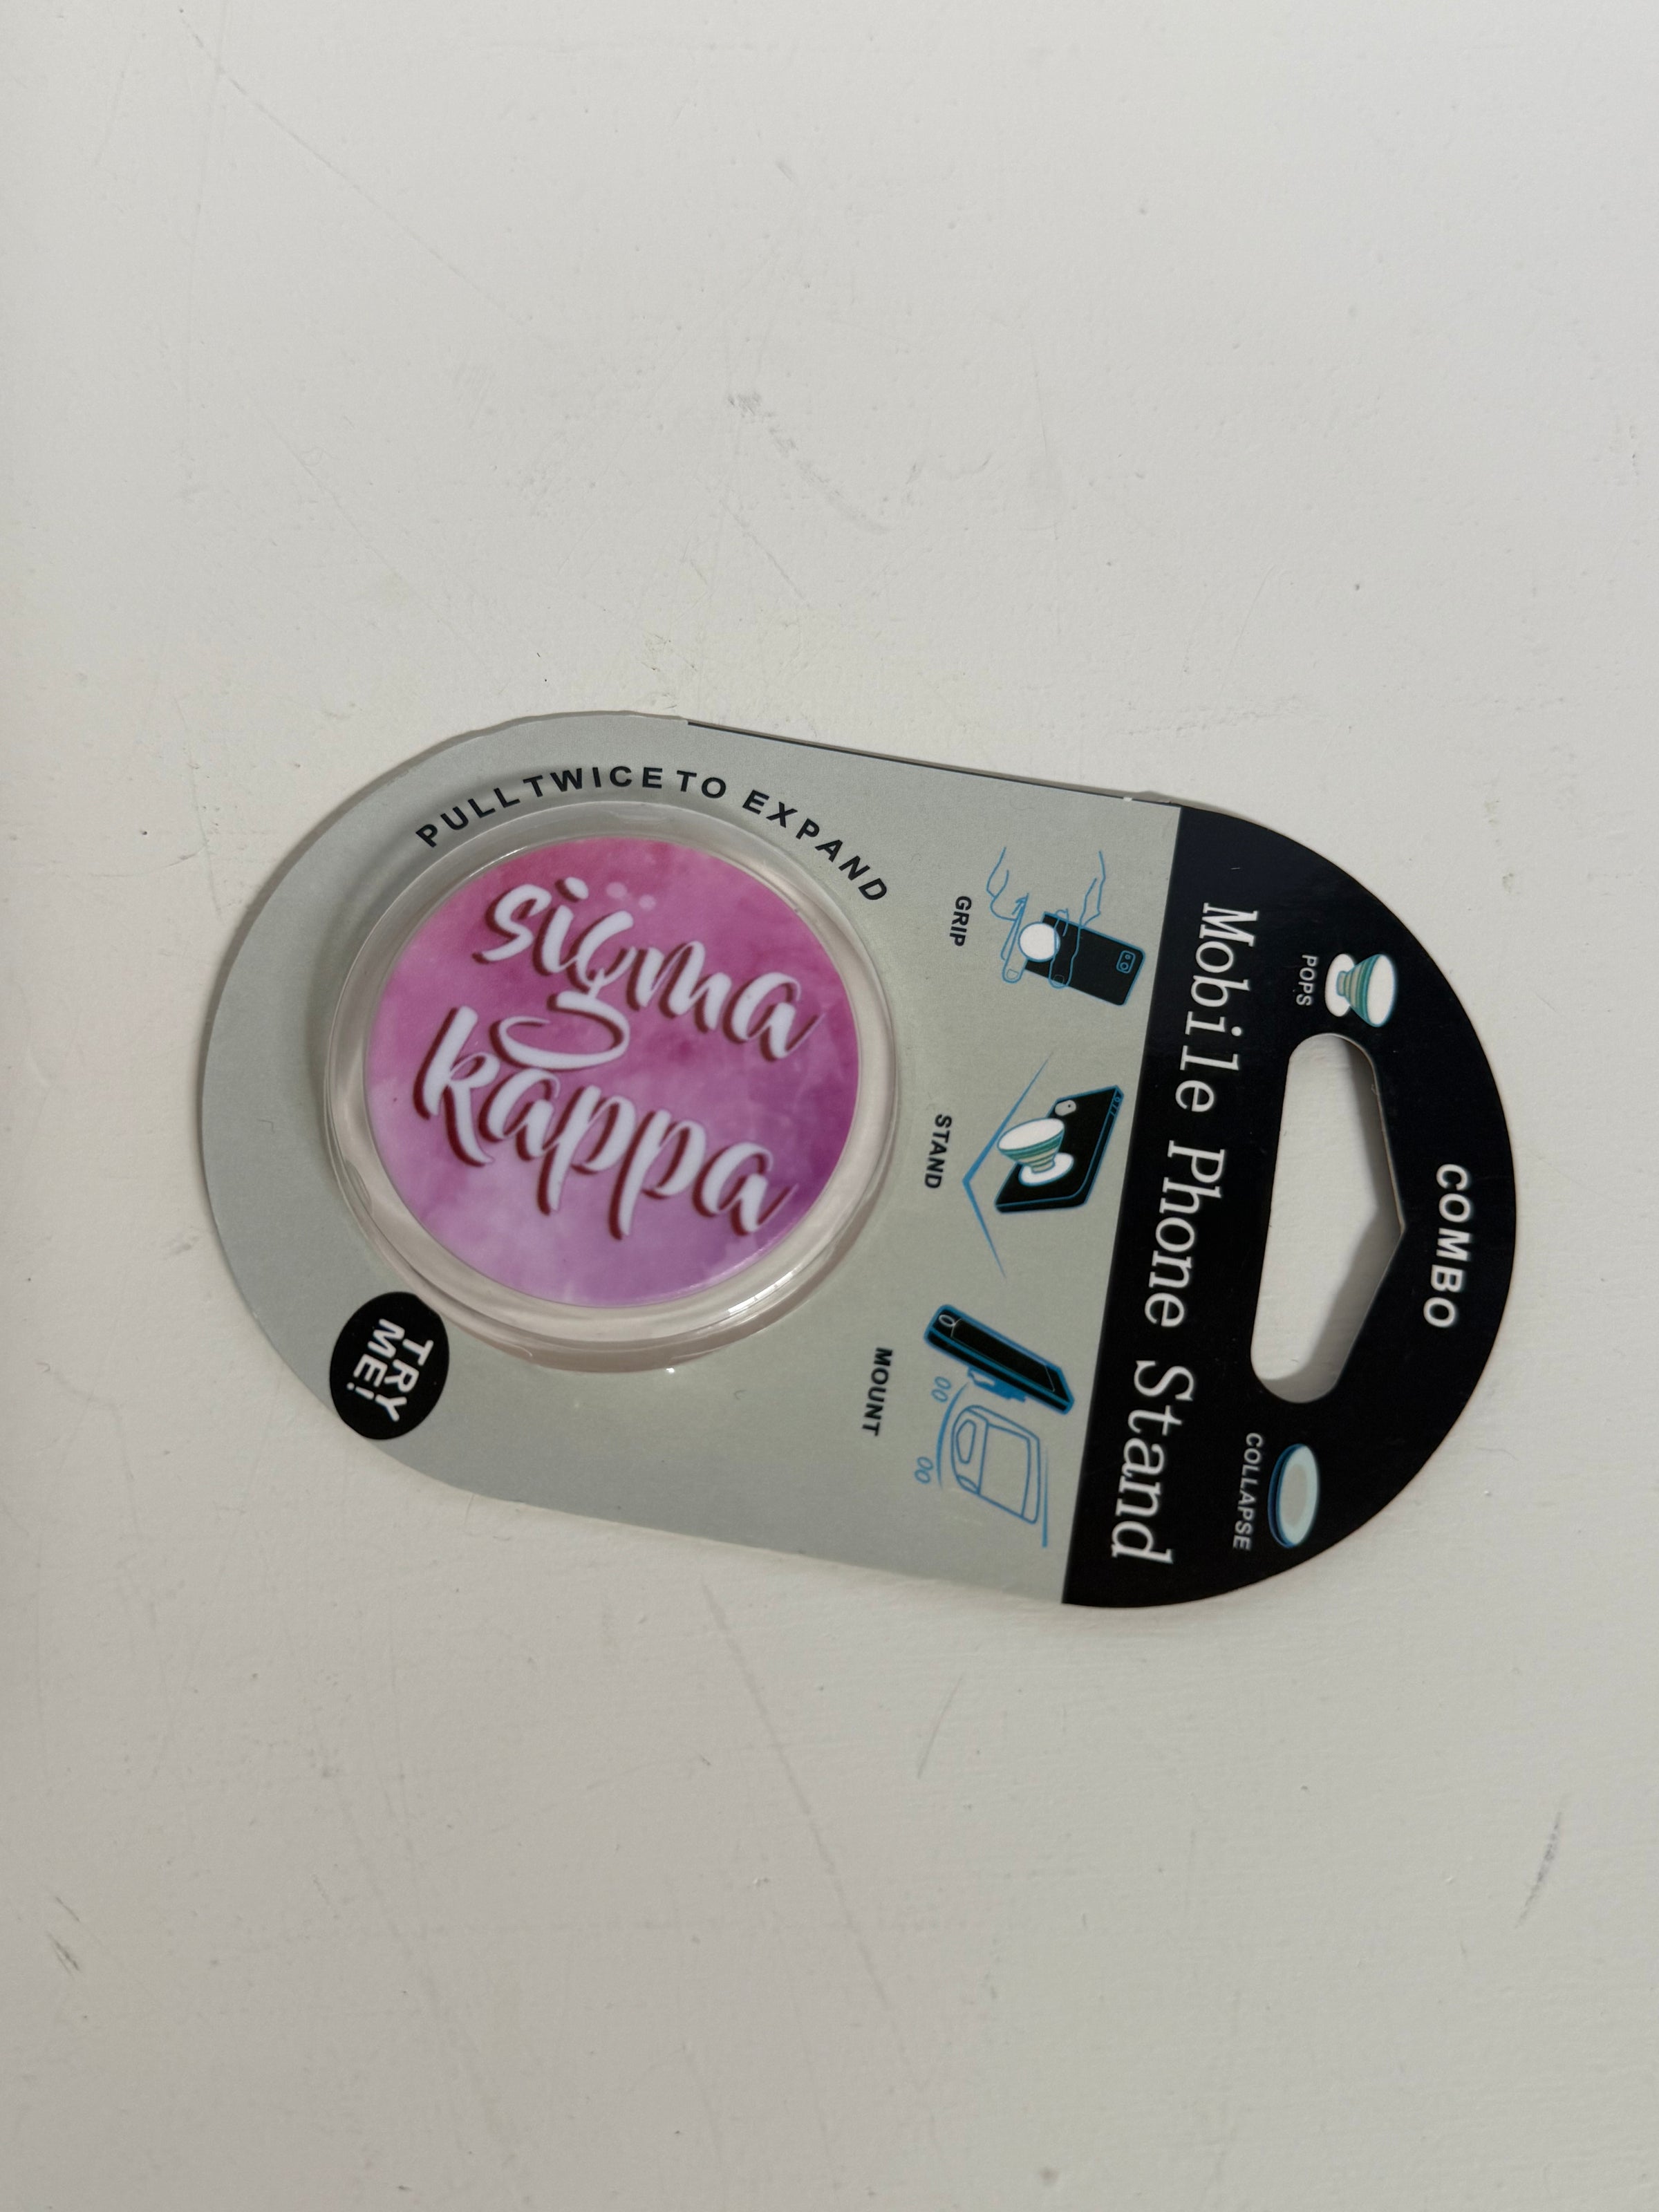 COMBO
POPS
COLLAPSE
Mobile Phone Stand
GRIP
STAND
MOUNT
PULL TWICE TO EXPAND
sigma
kappa
TRY
ME!